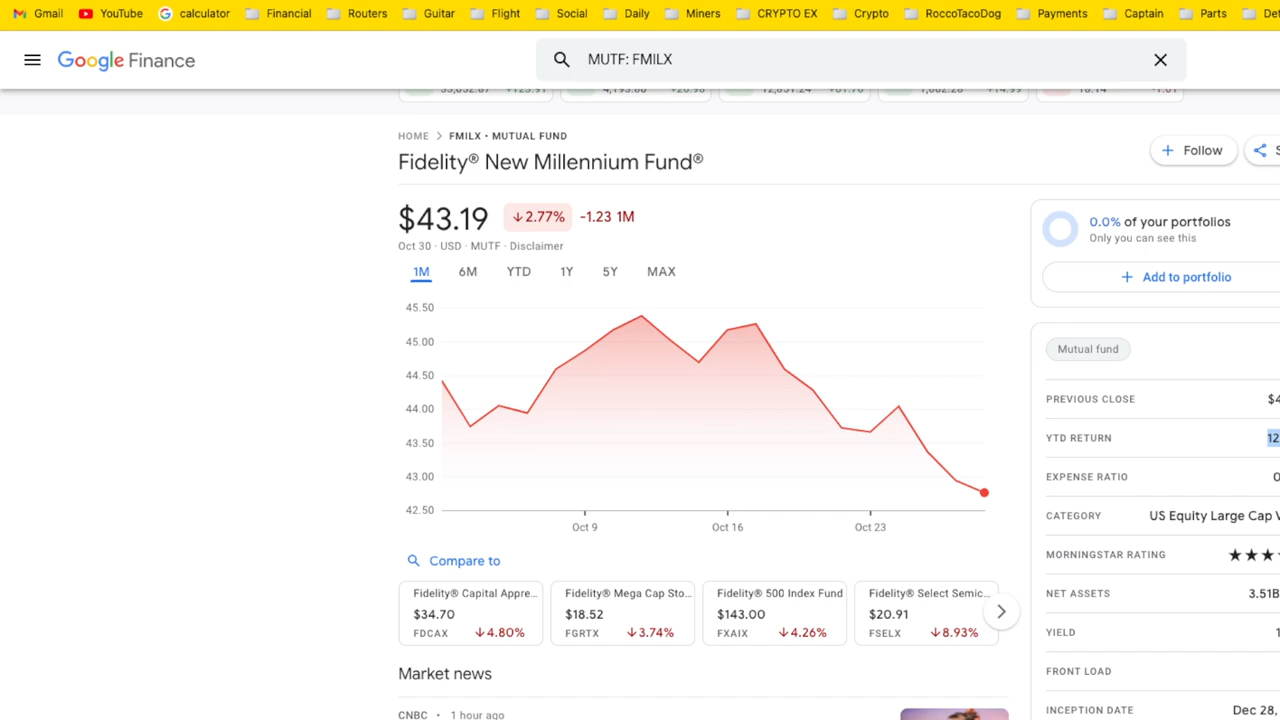 Gmail YouTube calculator Financial Routers Guitar Flight Social Daily Miners CRYPTO EX Crypto RoccoTacoDog Payments Captain Parts
Google Finance
MUTF: FMILX
HOME > FMILX • MUTUAL FUND
Fidelity® New Millennium Fund®
Follow
$43.19 ↓2.77% -1.23 1M
Oct 30 · USD · MUTF · Disclaimer
1M 6M YTD 1Y 5Y MAX
45.50
45.00
44.50
44.00
43.50
43.00
42.50
Oct 9 Oct 16 Oct 23
0.0% of your portfolios
Only you can see this
+ Add to portfolio
Mutual fund
PREVIOUS CLOSE
YTD RETURN
EXPENSE RATIO
CATEGORY US Equity Large Cap V
MORNINGSTAR RATING ★★★
NET ASSETS 3.51B
YIELD
FRONT LOAD
INCEPTION DATE Dec 28,
Compare to
Fidelity® Capital Appre... Fidelity® Mega Cap Sto... Fidelity® 500 Index Fund Fidelity® Select Semic...
$34.70 $18.52 $143.00 $20.91
FDCAX ↓4.80% FGRTX ↓3.74% FXAIX ↓4.26% FSELX ↓8.93%
Market news
CNBC • 1 hour ago